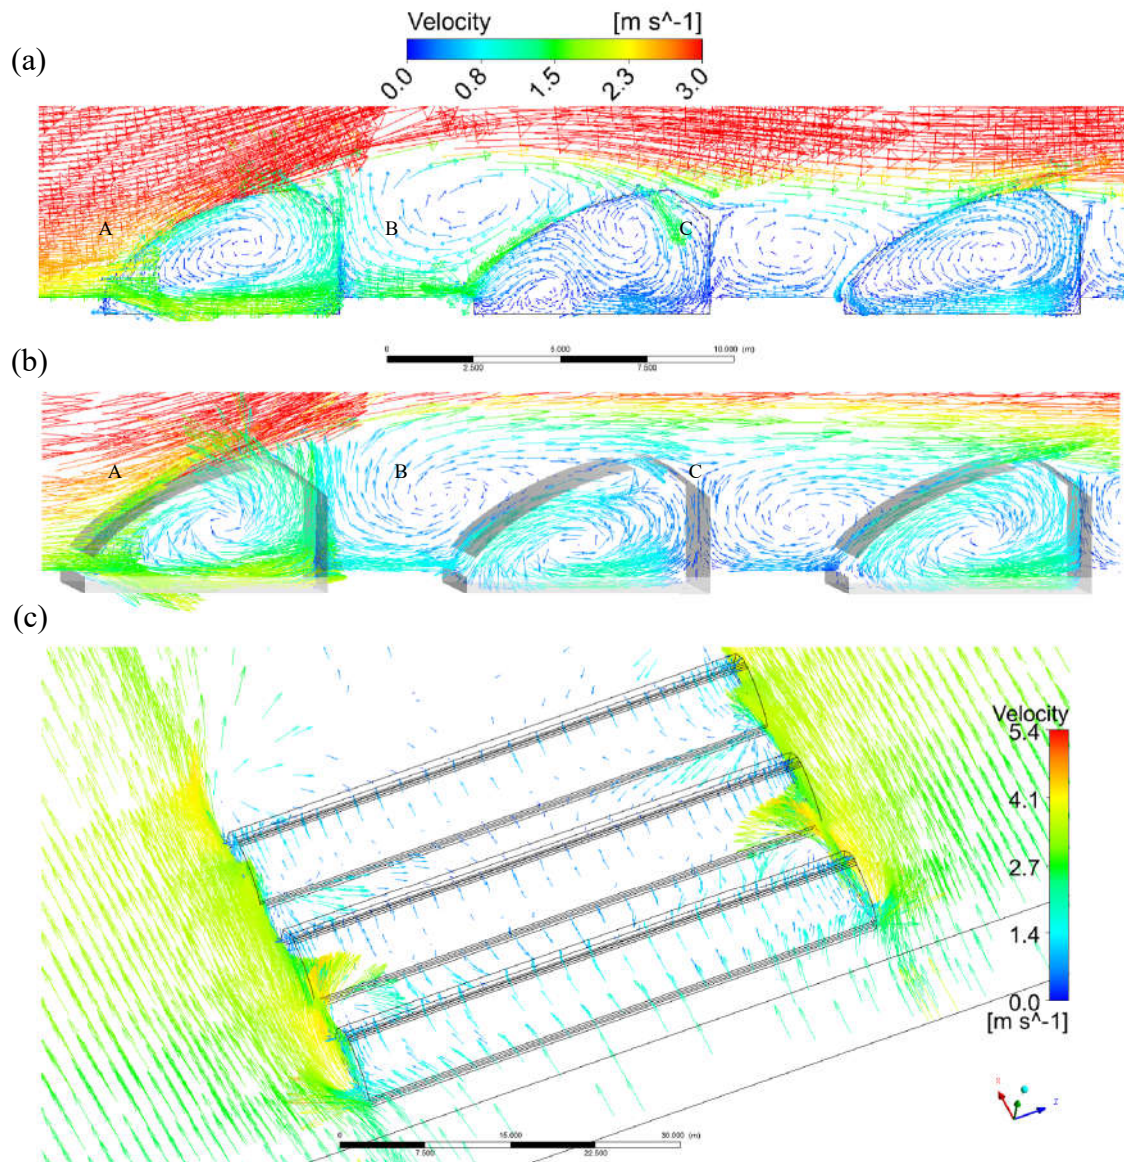 Velocity [m s^-1]
(a)
0.0 0.8 1.5 2.3 3.0
A B C
0 5.000 10.000 (m)
2.500 7.500
(b)
A B C
(c)
Velocity
5.4
4.1
2.7
1.4
0.0
[m s^-1]
X
Z
0 15.000 30.000 (m)
7.500 22.500